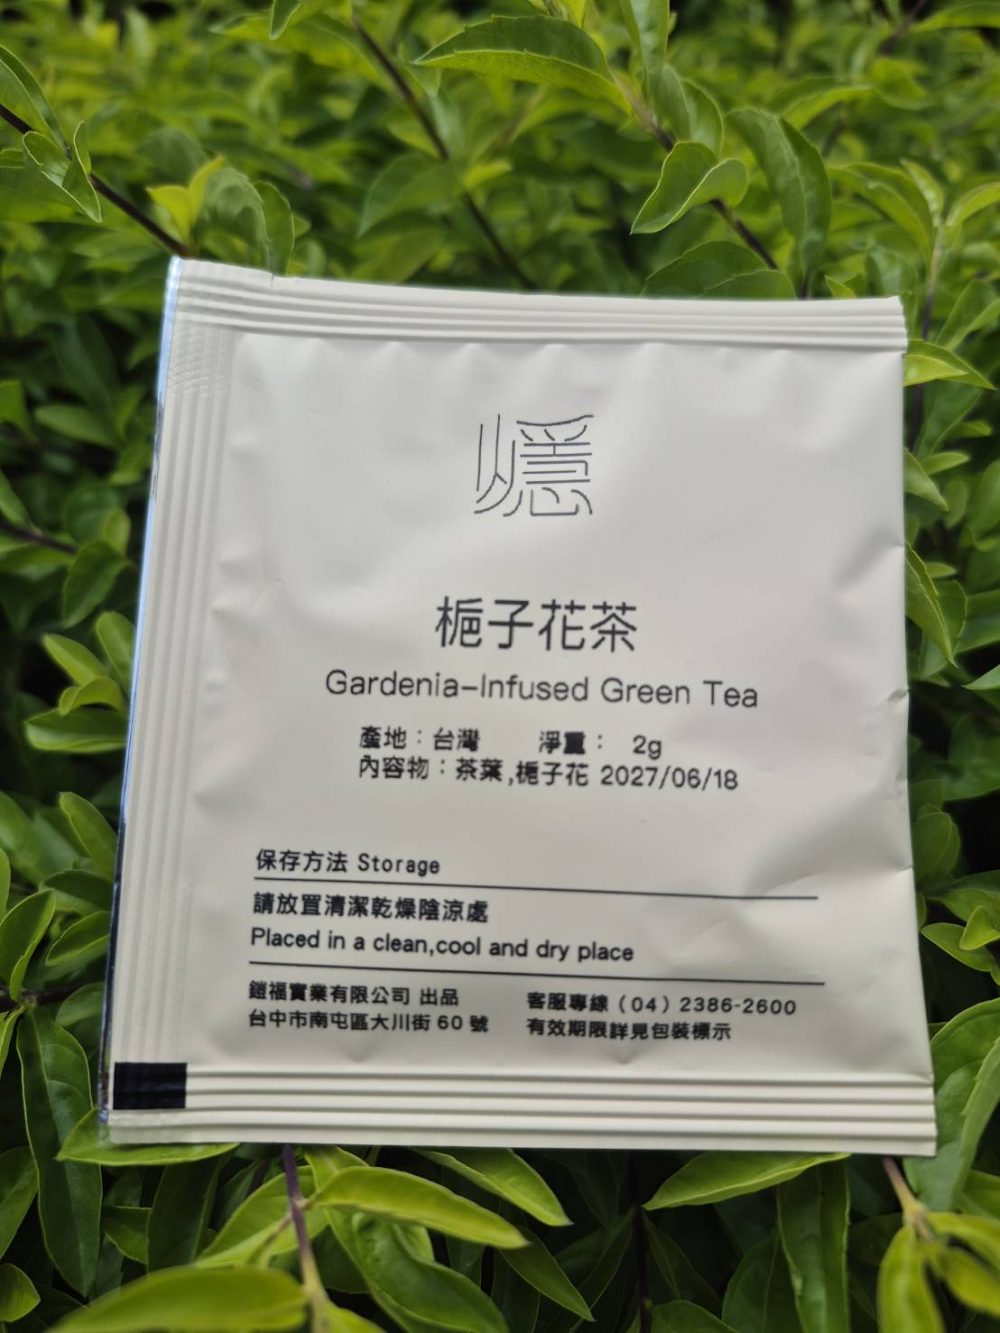 梔子花茶
Gardenia-Infused Green Tea
產地：台灣 淨重： 2g
內容物：茶葉,梔子花 2027/06/18
保存方法 Storage
請放置清潔乾燥陰涼處
Placed in a clean,cool and dry place
鎧福實業有限公司 出品 客服專線（04）2386-2600
台中市南屯區大川街 60 號 有效期限詳見包裝標示